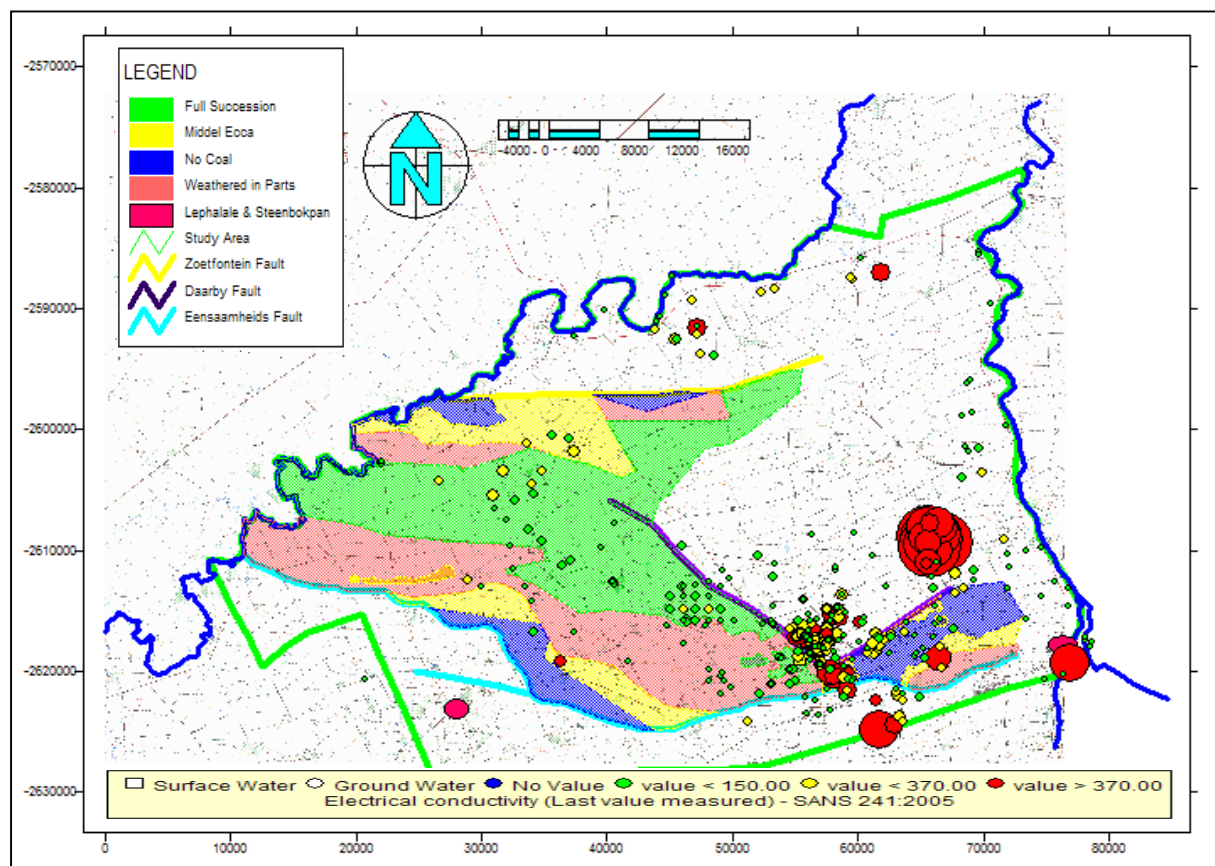 -2570000
-2580000
-2590000
-2600000
-2610000
-2620000
-2630000
LEGEND
Full Succession
Middel Ecca
No Coal
Weathered in Parts
Lephalale & Steenbokpan
Study Area
Zoetfontein Fault
Daarby Fault
Eensaamheids Fault
N
-4000 - 0 4000 8000 12000 16000
Surface Water Ground Water No Value value < 150.00 value < 370.00 value > 370.00
Electrical conductivity (Last value measured) - SANS 241:2005
0 10000 20000 30000 40000 50000 60000 70000 80000